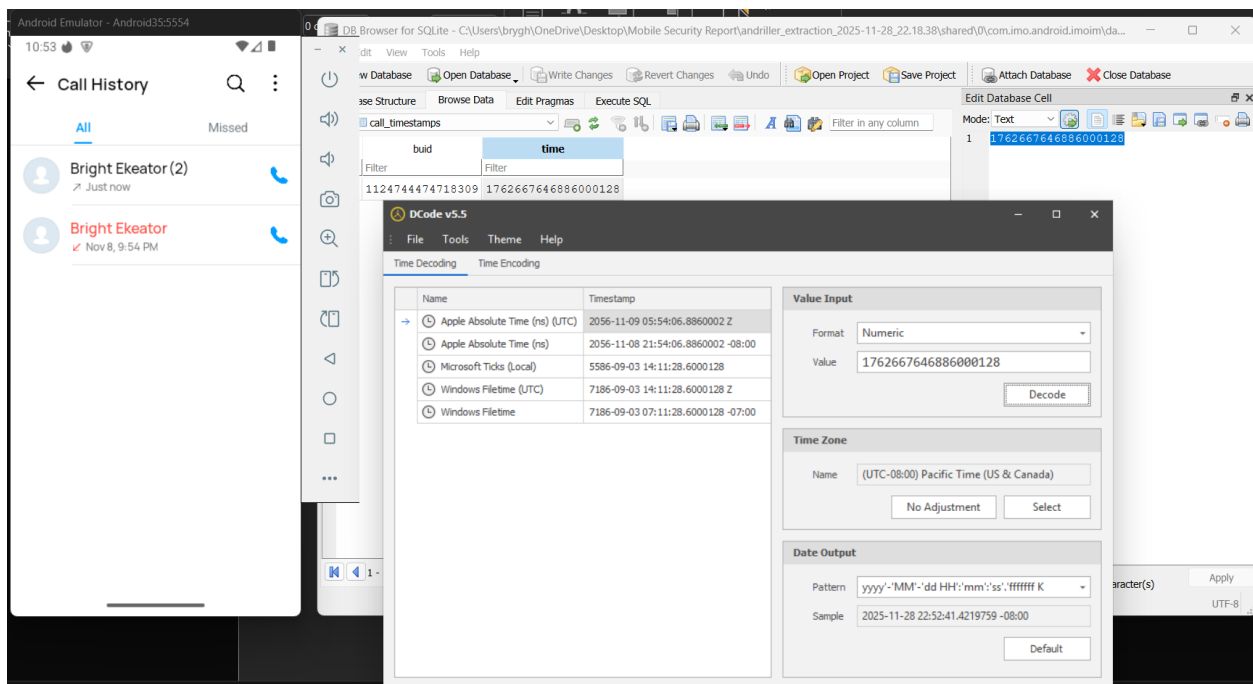 Android Emulator - Android35:5554
10:53
Call History
All
Missed
Bright Ekeator (2)
Just now
Bright Ekeator
Nov 8, 9:54 PM
DB Browser for SQLite - C:\Users\brygh\OneDrive\Desktop\Mobile Security Report\andriller_extraction_2025-11-28_22.18.38\shared\0\com.imo.android.imoim\da...
dit View Tools Help
w Database Open Database Write Changes Revert Changes Undo Open Project Save Project Attach Database Close Database
ase Structure Browse Data Edit Pragmas Execute SQL
call_timestamps
Filter in any column
buid time
Filter Filter
1124744474718309 1762667646886000128
Edit Database Cell
Mode: Text
1 1762667646886000128
DCode v5.5
File Tools Theme Help
Time Decoding Time Encoding
Name Timestamp
Apple Absolute Time (ns) (UTC) 2056-11-09 05:54:06.8860002 Z
Apple Absolute Time (ns) 2056-11-08 21:54:06.8860002 -08:00
Microsoft Ticks (Local) 5586-09-03 14:11:28.6000128
Windows Filetime (UTC) 7186-09-03 14:11:28.6000128 Z
Windows Filetime 7186-09-03 07:11:28.6000128 -07:00
Value Input
Format Numeric
Value 1762667646886000128
Decode
Time Zone
Name (UTC-08:00) Pacific Time (US & Canada)
No Adjustment Select
Date Output
Pattern yyyy'-'MM'-'dd HH':'mm':'ss'.'fffffff K
Sample 2025-11-28 22:52:41.4219759 -08:00
Default
1 -
aracter(s)
Apply
UTF-8